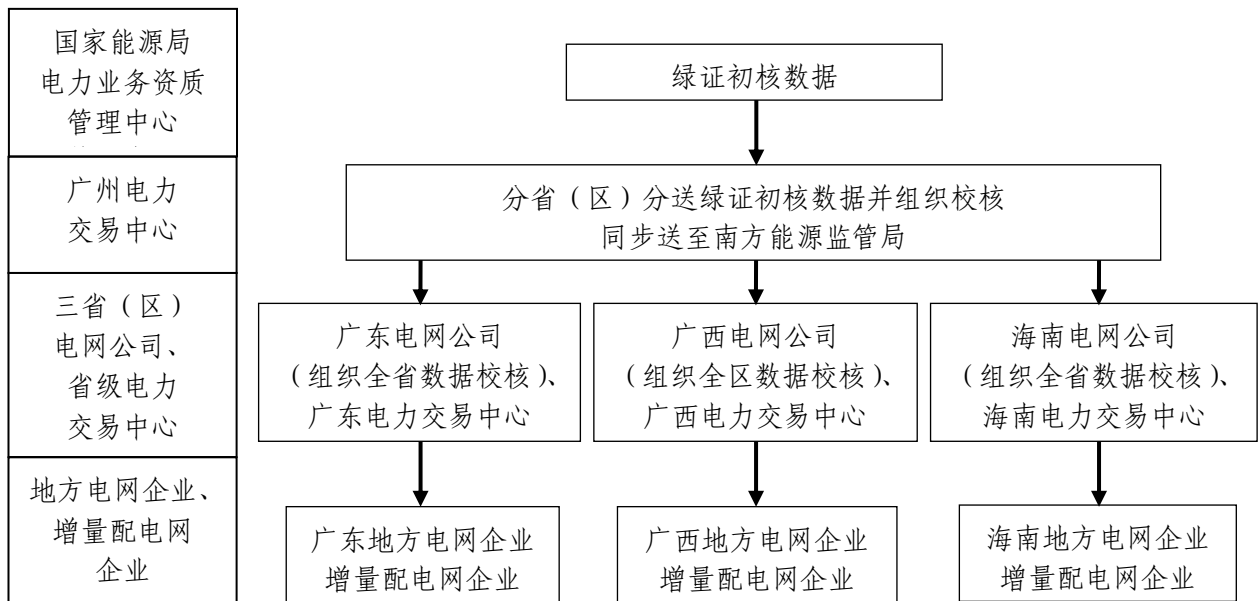 国家能源局
电力业务资质
管理中心
绿证初核数据
广州电力
交易中心
分省（区）分送绿证初核数据并组织校核
同步送至南方能源监管局
三省（区）
电网公司、
省级电力
交易中心
广东电网公司
（组织全省数据校核）、
广东电力交易中心
广西电网公司
（组织全区数据校核）、
广西电力交易中心
海南电网公司
（组织全省数据校核）、
海南电力交易中心
地方电网企业、
增量配电网
企业
广东地方电网企业
增量配电网企业
广西地方电网企业
增量配电网企业
海南地方电网企业
增量配电网企业